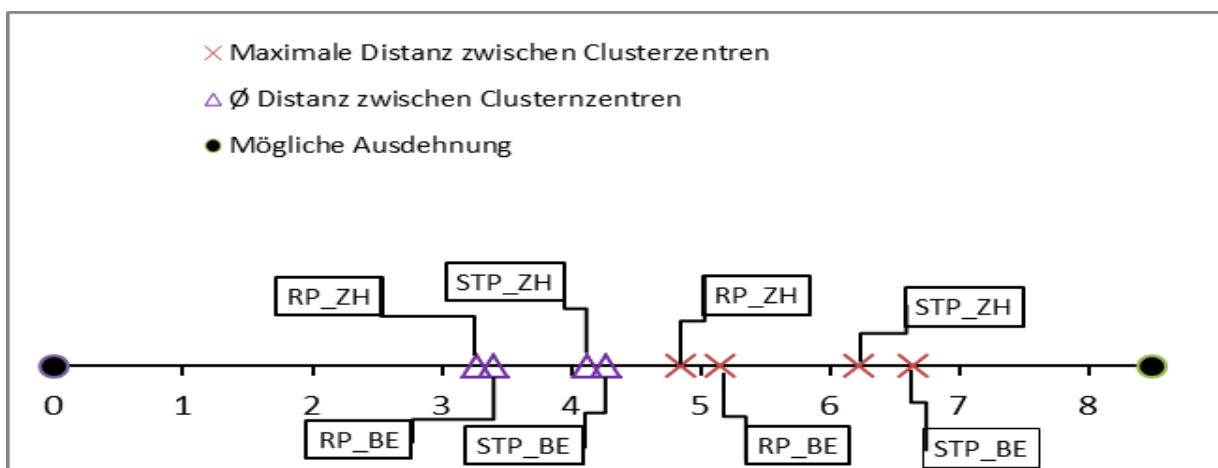 Maximale Distanz zwischen Clusterzentren
Ø Distanz zwischen Clusternzentren
Mögliche Ausdehnung
STP_ZH
RP_ZH
RP_ZH
STP_ZH
0 1 2 3 4 5 6 7 8
RP_BE
STP_BE
RP_BE
STP_BE